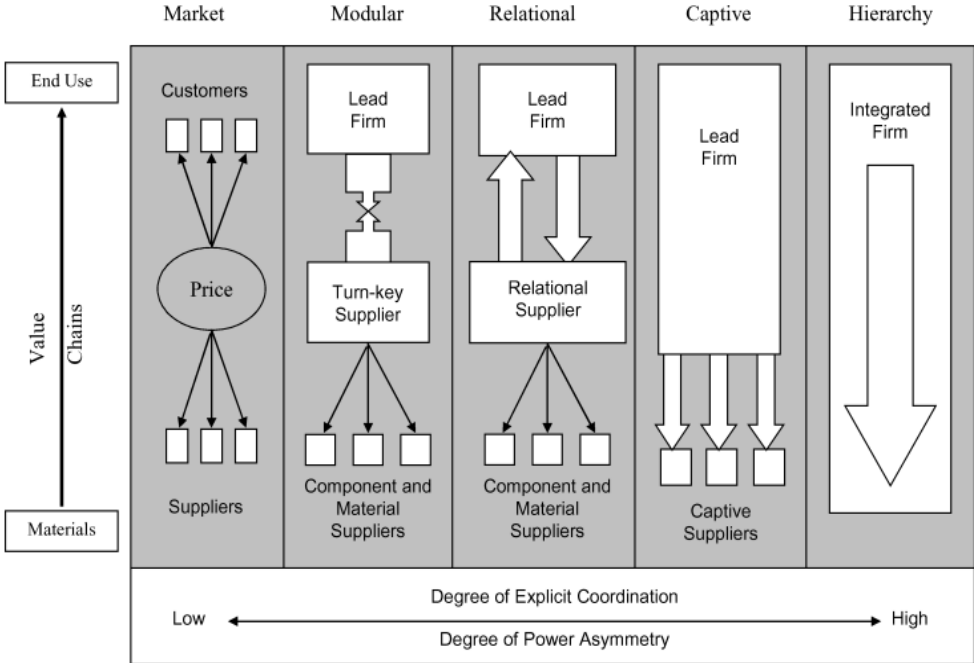 Market
Modular
Relational
Captive
Hierarchy
End Use
Value
Chains
Materials
Customers
Price
Suppliers
Lead
Firm
Turn-key
Supplier
Component and
Material
Suppliers
Lead
Firm
Relational
Supplier
Component and
Material
Suppliers
Lead
Firm
Captive
Suppliers
Integrated
Firm
Degree of Explicit Coordination
Low
High
Degree of Power Asymmetry